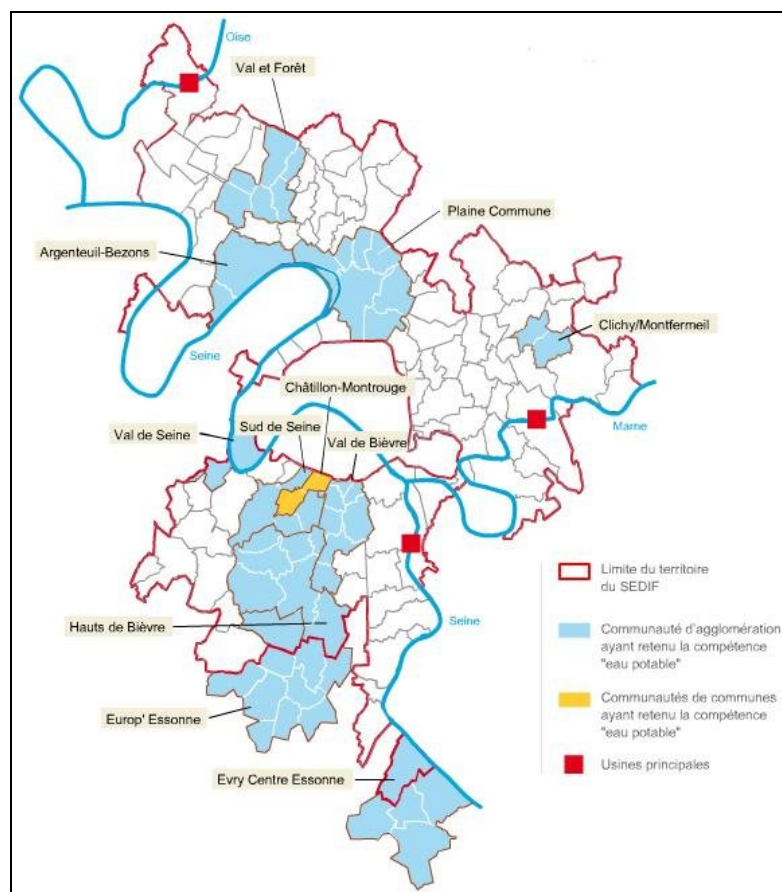 Oise
Val et Forêt
Plaine Commune
Argenteuil-Bezons
Clichy/Montfermeil
Seine
Châtillon-Montrouge
Marne
Sud de Seine
Val de Seine
Val de Bièvre
Limite du territoire
du SEDIF
Seine
Hauts de Bièvre
Communauté d'agglomération
ayant retenu la compétence
"eau potable"
Europ' Essonne
Communautés de communes
ayant retenu la compétence
"eau potable"
Usines principales
Evry Centre Essonne